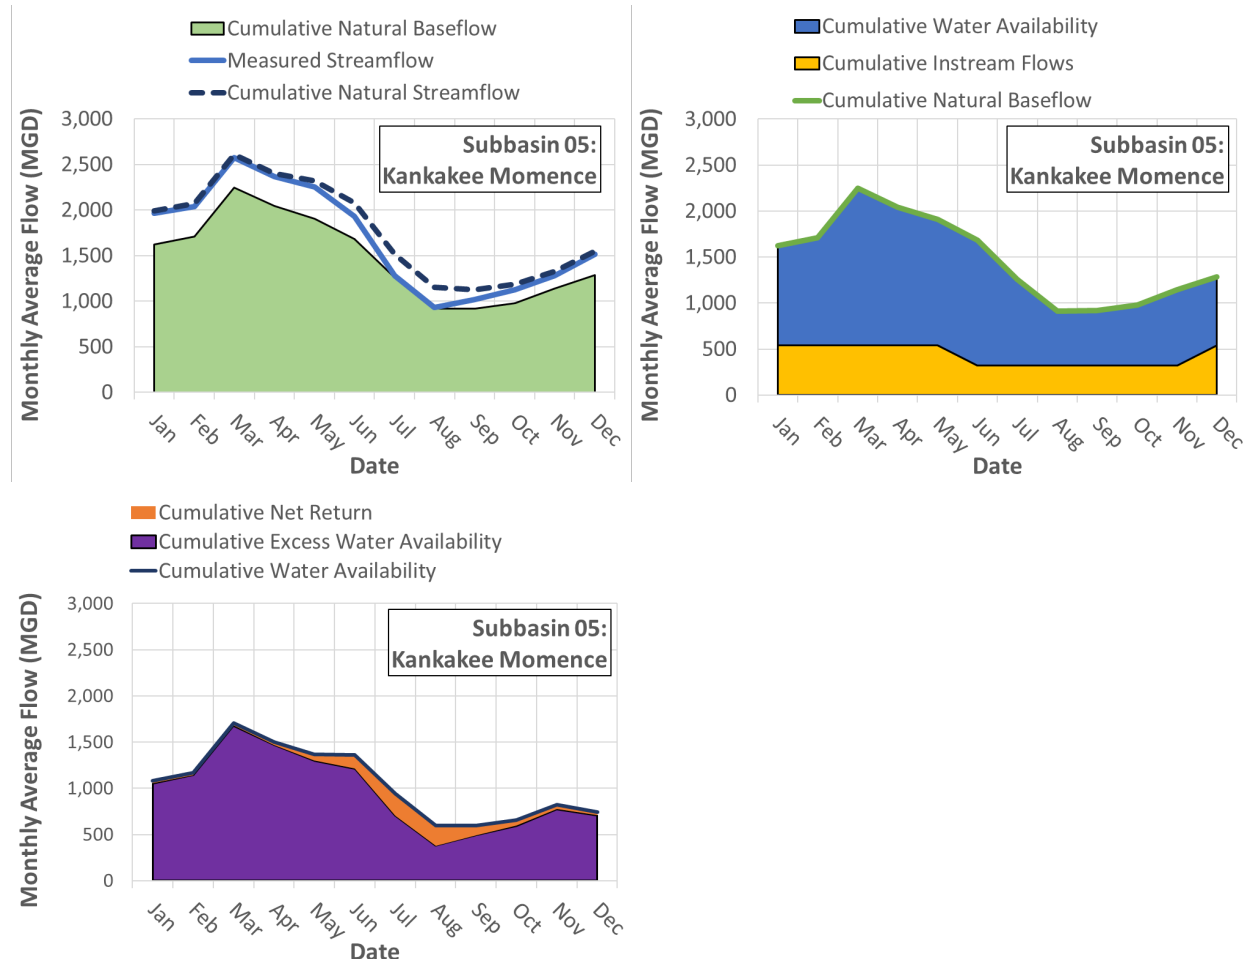 Cumulative Natural Baseflow
Measured Streamflow
Cumulative Natural Streamflow
Monthly Average Flow (MGD)
3,000
2,500
2,000
1,500
1,000
500
0
Subbasin 05:
Kankakee Momence
Jan
Feb
Mar
Apr
May
Jun
Jul
Aug
Sep
Oct
Nov
Dec
Date
Cumulative Water Availability
Cumulative Instream Flows
Cumulative Natural Baseflow
Monthly Average Flow (MGD)
3,000
2,500
2,000
1,500
1,000
500
0
Subbasin 05:
Kankakee Momence
Jan
Feb
Mar
Apr
May
Jun
Jul
Aug
Sep
Oct
Nov
Dec
Date
Cumulative Net Return
Cumulative Excess Water Availability
Cumulative Water Availability
Monthly Average Flow (MGD)
3,000
2,500
2,000
1,500
1,000
500
0
Subbasin 05:
Kankakee Momence
Jan
Feb
Mar
Apr
May
Jun
Jul
Aug
Sep
Oct
Nov
Dec
Date